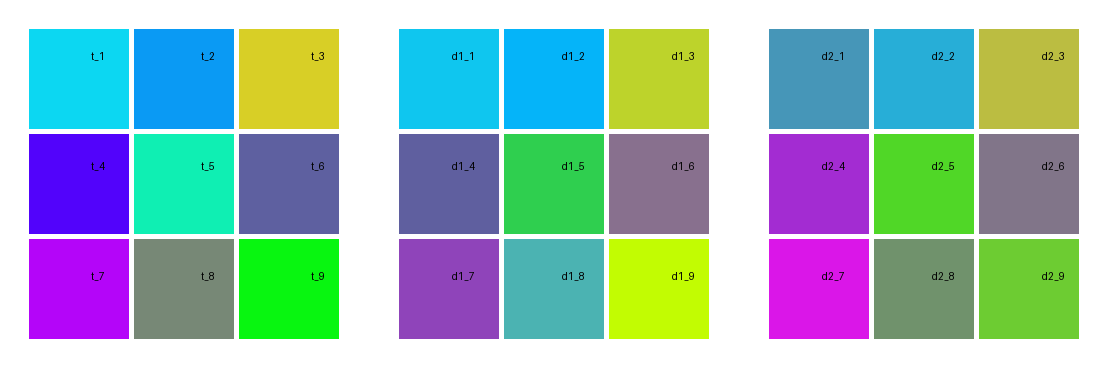 t_1 t_2 t_3 d1_1 d1_2 d1_3 d2_1 d2_2 d2_3
t_4 t_5 t_6 d1_4 d1_5 d1_6 d2_4 d2_5 d2_6
t_7 t_8 t_9 d1_7 d1_8 d1_9 d2_7 d2_8 d2_9